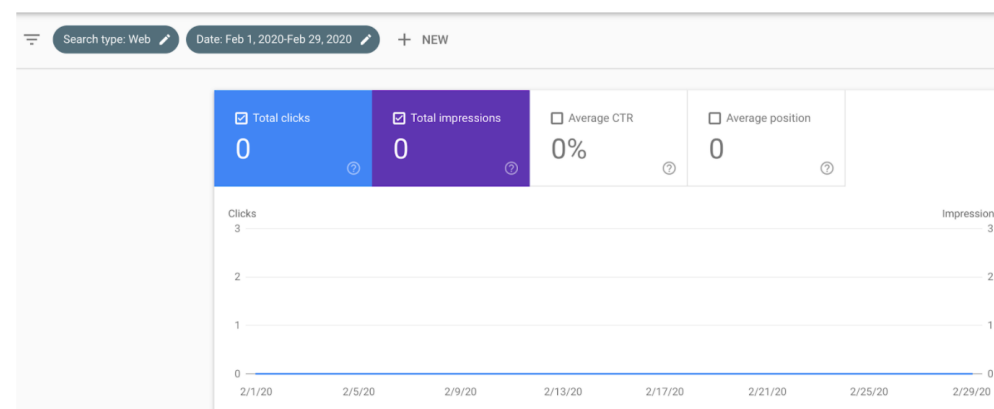 Search type: Web
Date: Feb 1, 2020-Feb 29, 2020
NEW
Total clicks
0
Total impressions
0
Average CTR
0%
Average position
0
Clicks
Impression
3
3
2
2
1
1
0
0
2/1/20 2/5/20 2/9/20 2/13/20 2/17/20 2/21/20 2/25/20 2/29/20